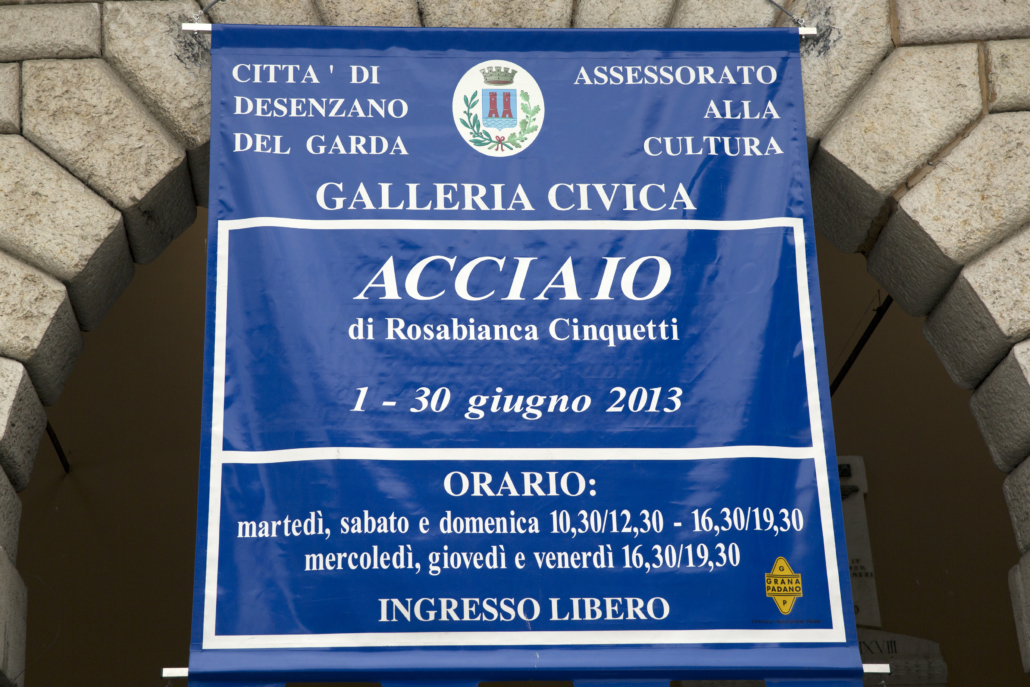 CITTA' DI
DESENZANO
DEL GARDA
ASSESSORATO
ALLA
CULTURA
GALLERIA CIVICA
ACCIAIO
di Rosabianca Cinquetti
1 - 30 giugno 2013
ORARIO:
martedì, sabato e domenica 10,30/12,30 - 16,30/19,30
mercoledì, giovedì e venerdì 16,30/19,30
INGRESSO LIBERO
G
GRANA
PADANO
P
XVIII